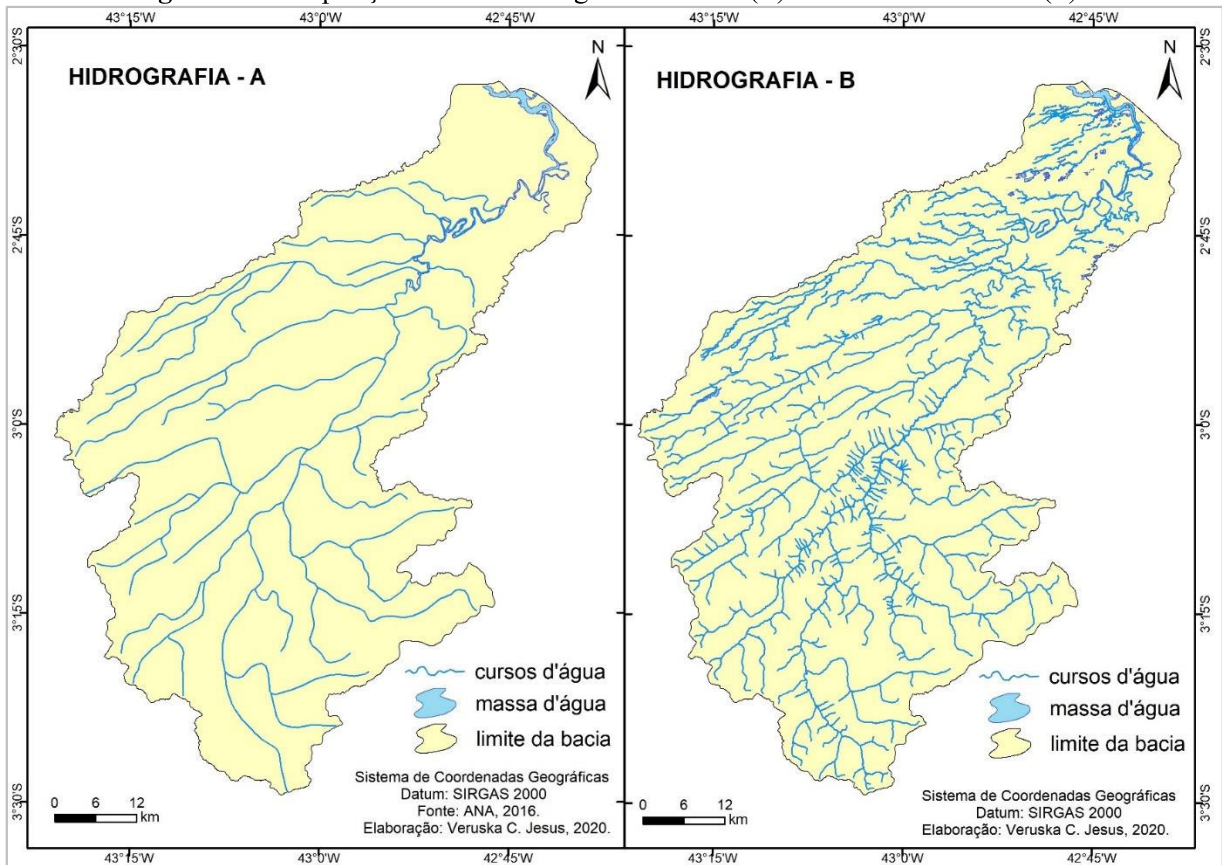 43°15'W 43°0'W 42°45'W 43°15'W 43°0'W 42°45'W
2°30'S 2°30'S
HIDROGRAFIA - A
N
HIDROGRAFIA - B
N
2°45'S 2°45'S
3°0'S 3°0'S
3°15'S 3°15'S
3°30'S 3°30'S
cursos d'água
massa d'água
limite da bacia
Sistema de Coordenadas Geográficas
Datum: SIRGAS 2000
Fonte: ANA, 2016.
Elaboração: Veruska C. Jesus, 2020.
0 6 12
km
cursos d'água
massa d'água
limite da bacia
Sistema de Coordenadas Geográficas
Datum: SIRGAS 2000
Elaboração: Veruska C. Jesus, 2020.
0 6 12
km
43°15'W 43°0'W 42°45'W 43°15'W 43°0'W 42°45'W